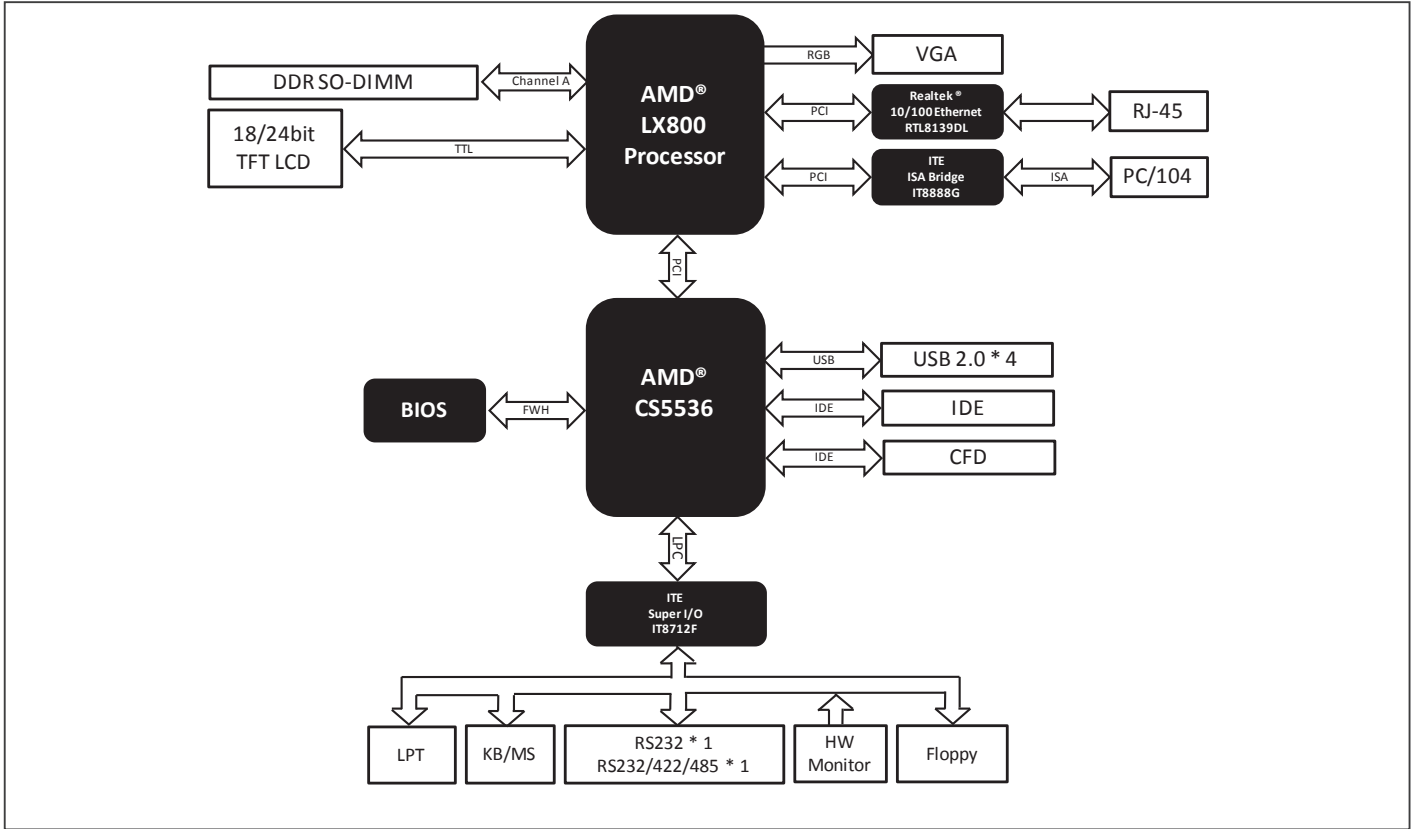 DDR SO-DIMM
Channel A
18/24bit
TFT LCD
TTL
AMD®
LX800
Processor
RGB
VGA
PCI
Realtek ®
10/100 Ethernet
RTL8139DL
RJ-45
PCI
ITE
ISA Bridge
IT8888G
ISA
PC/104
PCI
BIOS
FWH
AMD®
CS5536
USB
USB 2.0 * 4
IDE
IDE
IDE
CFD
LPC
ITE
Super I/O
IT8712F
LPT
KB/MS
RS232 * 1
RS232/422/485 * 1
HW
Monitor
Floppy